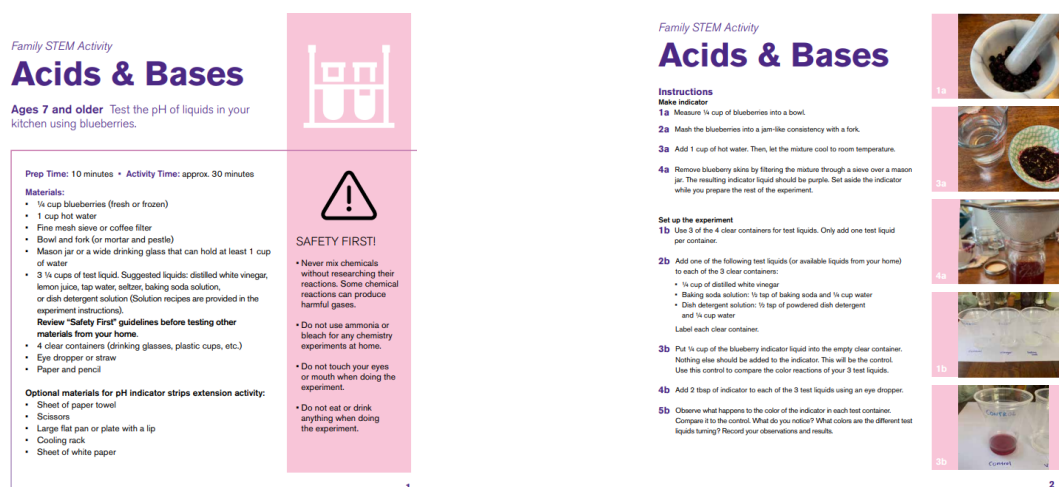 Family STEM Activity
Acids & Bases
Ages 7 and older Test the pH of liquids in your
kitchen using blueberries.
Prep Time: 10 minutes • Activity Time: approx. 30 minutes
Materials:
• ¼ cup blueberries (fresh or frozen)
• 1 cup hot water
• Fine mesh sieve or coffee filter
• Bowl and fork (or mortar and pestle)
• Mason jar or a wide drinking glass that can hold at least 1 cup
of water
• 3 ¼ cups of test liquid. Suggested liquids: distilled white vinegar,
lemon juice, tap water, seltzer, baking soda solution,
or dish detergent solution (Solution recipes are provided in the
experiment instructions).
Review “Safety First” guidelines before testing other
materials from your home.
• 4 clear containers (drinking glasses, plastic cups, etc.)
• Eye dropper or straw
• Paper and pencil
Optional materials for pH indicator strips extension activity:
• Sheet of paper towel
• Scissors
• Large flat pan or plate with a lip
• Cooling rack
• Sheet of white paper
SAFETY FIRST!
• Never mix chemicals
without researching their
reactions. Some chemical
reactions can produce
harmful gases.
• Do not use ammonia or
bleach for any chemistry
experiments at home.
• Do not touch your eyes
or mouth when doing the
experiment.
• Do not eat or drink
anything when doing
the experiment.
1
Family STEM Activity
Acids & Bases
Instructions
Make indicator
1a Measure ¼ cup of blueberries into a bowl.
2a Mash the blueberries into a jam-like consistency with a fork.
3a Add 1 cup of hot water. Then, let the mixture cool to room temperature.
4a Remove blueberry skins by filtering the mixture through a sieve over a mason
jar. The resulting indicator liquid should be purple. Set aside the indicator
while you prepare the rest of the experiment.
Set up the experiment
1b Use 3 of the 4 clear containers for test liquids. Only add one test liquid
per container.
2b Add one of the following test liquids (or available liquids from your home)
to each of the 3 clear containers:
• ¼ cup of distilled white vinegar
• Baking soda solution: ½ tsp of baking soda and ¼ cup water
• Dish detergent solution: ½ tsp of powdered dish detergent
and ¼ cup water
Label each clear container.
3b Put ¼ cup of the blueberry indicator liquid into the empty clear container.
Nothing else should be added to the indicator. This will be the control.
Use this control to compare the color reactions of your 3 test liquids.
4b Add 2 tbsp of indicator to each of the 3 test liquids using an eye dropper.
5b Observe what happens to the color of the indicator in each test container.
Compare it to the control. What do you notice? What colors are the different test
liquids turning? Record your observations and results.
1a
3a
4a
1b
3b
Control
2